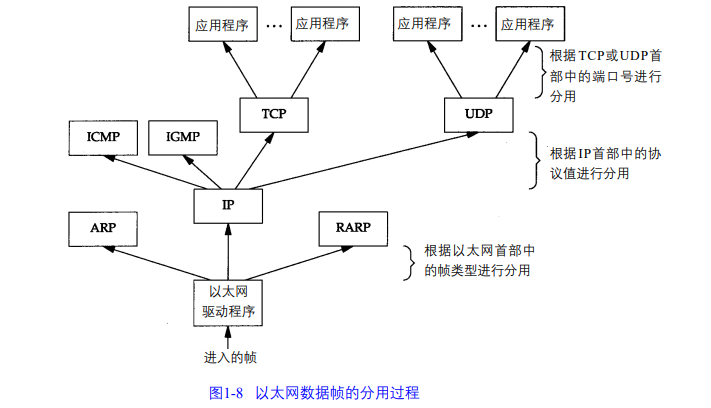 应用程序 … 应用程序 应用程序 … 应用程序
根据TCP或UDP首
部中的端口号进行
分用
TCP UDP
ICMP IGMP
根据IP首部中的协
议值进行分用
IP
ARP RARP
根据以太网首部中
的帧类型进行分用
以太网
驱动程序
进入的帧
图1-8 以太网数据帧的分用过程